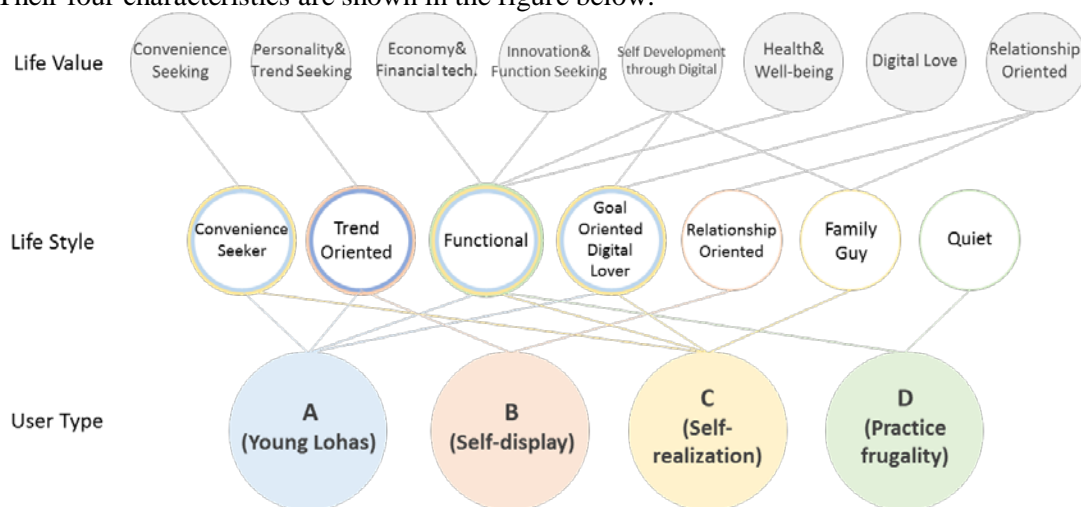 Their four characteristics are shown in the figure below:
Life Value
Convenience
Seeking
Personality&
Trend Seeking
Economy&
Financial tech.
Innovation&
Function Seeking
Self Development
through Digital
Health&
Well-being
Digital Love
Relationship
Oriented
Life Style
Convenience
Seeker
Trend
Oriented
Functional
Goal
Oriented
Digital
Lover
Relationship
Oriented
Family
Guy
Quiet
User Type
A
(Young Lohas)
B
(Self-display)
C
(Self-
realization)
D
(Practice
frugality)